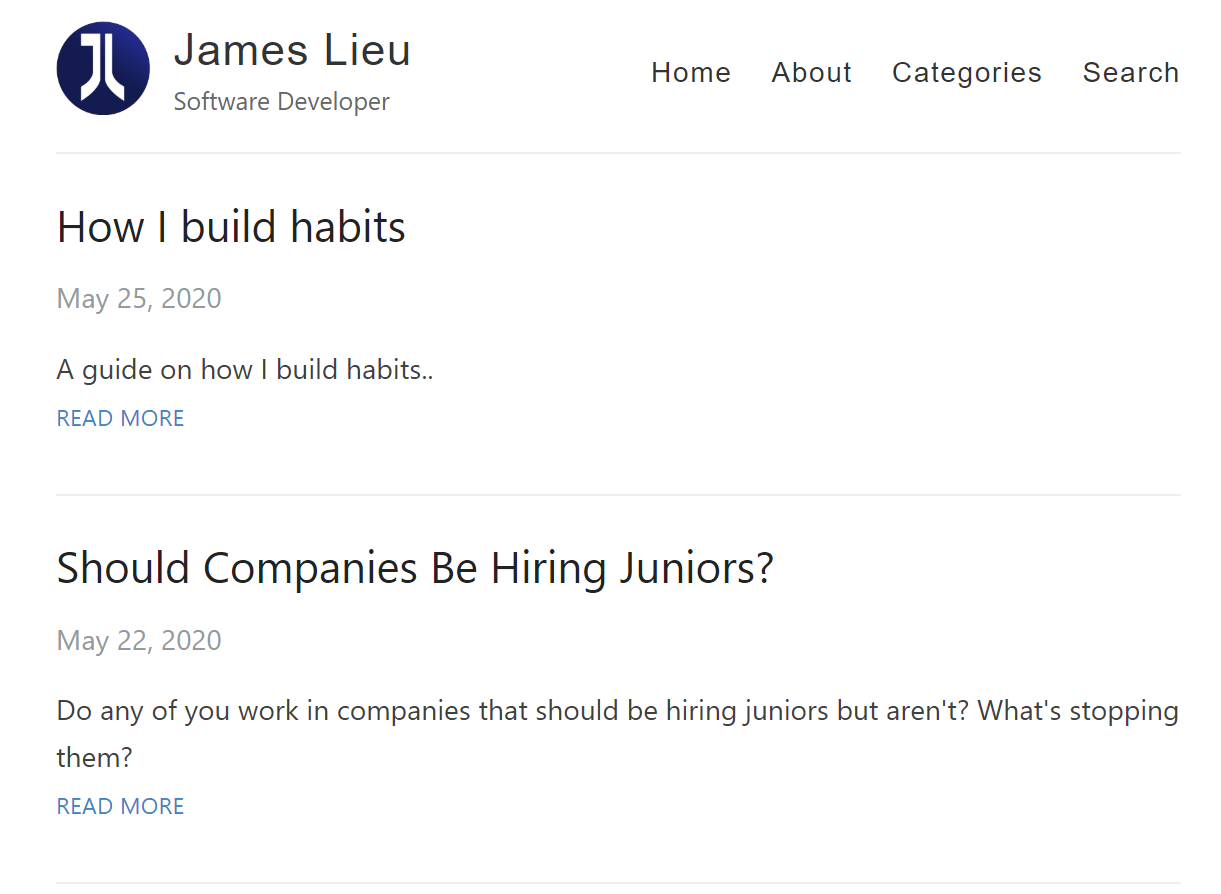 James Lieu
Software Developer
Home About Categories Search
How I build habits
May 25, 2020
A guide on how I build habits..
READ MORE
Should Companies Be Hiring Juniors?
May 22, 2020
Do any of you work in companies that should be hiring juniors but aren't? What's stopping
them?
READ MORE